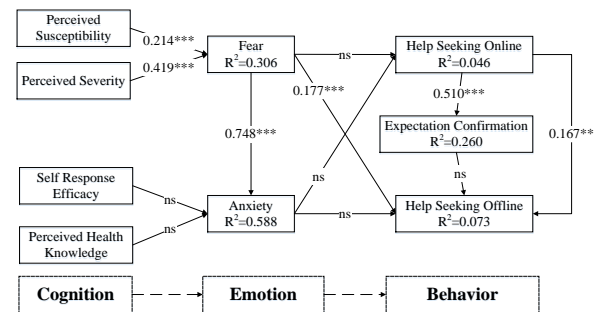 Perceived
Susceptibility
0.214***
Fear
R²=0.306
ns
Help Seeking Online
R²=0.046
Perceived Severity
0.419***
0.177***
0.510***
0.748***
Expectation Confirmation
R²=0.260
0.167**
Self Response
Efficacy
ns
ns
ns
Anxiety
R²=0.588
ns
Help Seeking Offline
R²=0.073
Perceived Health
Knowledge
ns
Cognition
Emotion
Behavior